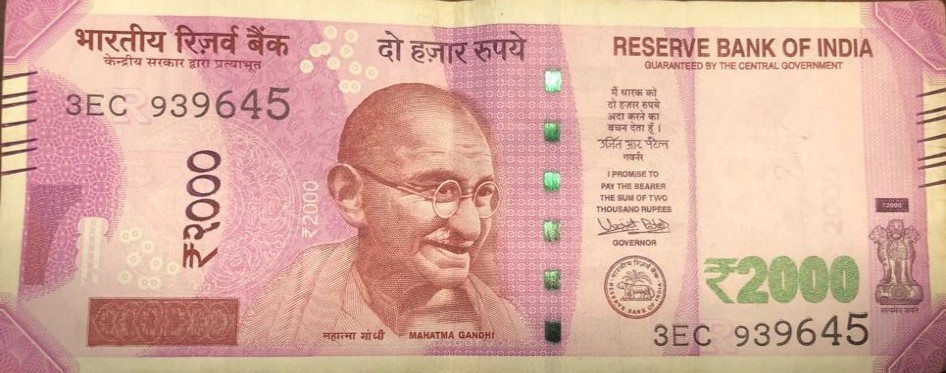 भारतीय रिज़र्व बैंक
केन्द्रीय सरकार द्वारा प्रत्याभूत
3EC 939645
₹२०००
₹2000
दो हज़ार रुपये
महात्मा गांधी MAHATMA GANDHI
RESERVE BANK OF INDIA
GUARANTEED BY THE CENTRAL GOVERNMENT
मैं धारक को
दो हज़ार रुपये
अदा करने का
वचन देता हूँ ।
उर्जित आर पटेल
गवर्नर
I PROMISE TO
PAY THE BEARER
THE SUM OF TWO
THOUSAND RUPEES
GOVERNOR
भारतीय रिज़र्व बैंक
RESERVE BANK OF INDIA
₹2000
₹2000
सत्यमेव जयते
3EC 939645